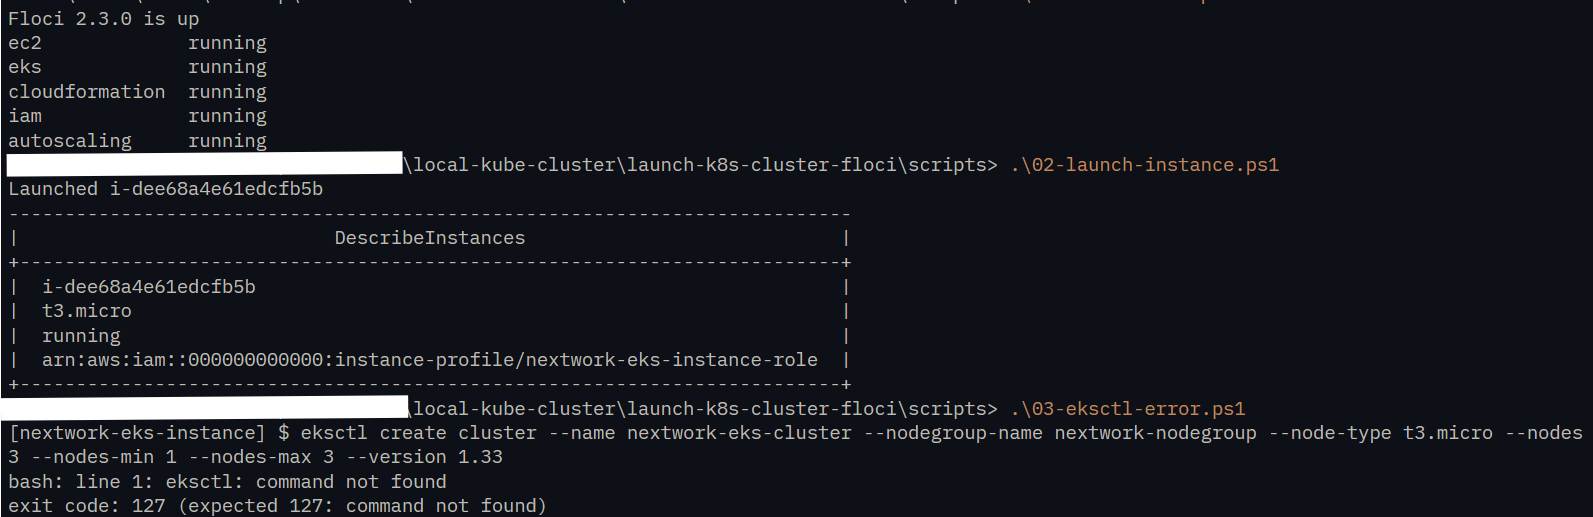 Floci 2.3.0 is up
ec2             running
eks             running
cloudformation  running
iam             running
autoscaling     running
\local-kube-cluster\launch-k8s-cluster-floci\scripts> .\02-launch-instance.ps1
Launched i-dee68a4e61edcfb5b
---------------------------------------------------------------------------
|                            DescribeInstances                            |
+-------------------------------------------------------------------------+
|  i-dee68a4e61edcfb5b                                                    |
|  t3.micro                                                               |
|  running                                                                |
|  arn:aws:iam::000000000000:instance-profile/nextwork-eks-instance-role  |
+-------------------------------------------------------------------------+
\local-kube-cluster\launch-k8s-cluster-floci\scripts> .\03-eksctl-error.ps1
[nextwork-eks-instance] $ eksctl create cluster --name nextwork-eks-cluster --nodegroup-name nextwork-nodegroup --node-type t3.micro --nodes
3 --nodes-min 1 --nodes-max 3 --version 1.33
bash: line 1: eksctl: command not found
exit code: 127 (expected 127: command not found)